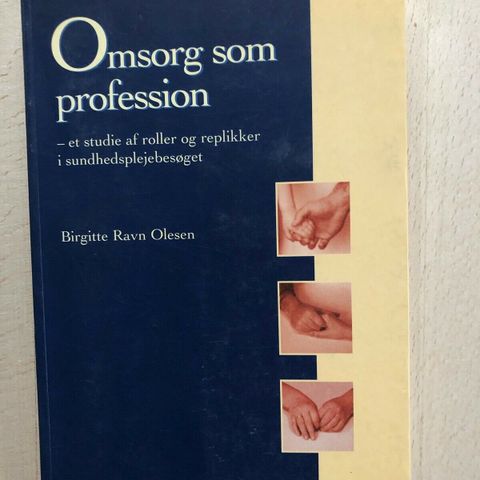 Omsorg som
profession
– et studie af roller og replikker
i sundhedsplejebesøget
Birgitte Ravn Olesen